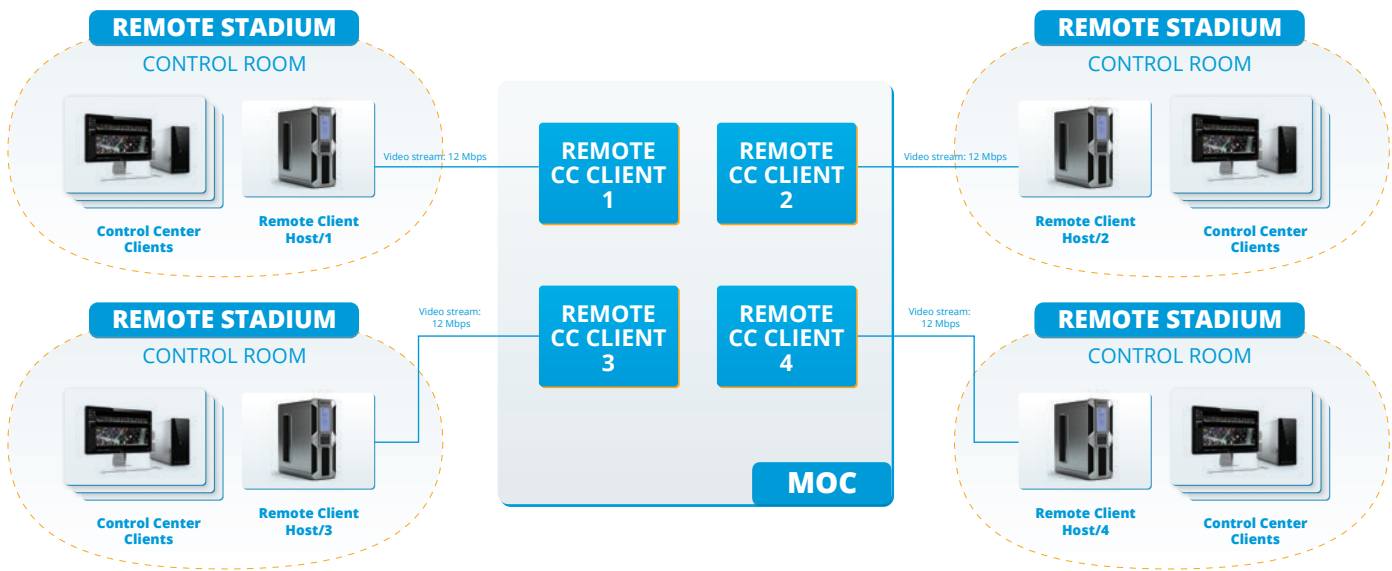 REMOTE STADIUM
CONTROL ROOM
Control Center
Clients
Remote Client
Host/1
Video stream: 12 Mbps
REMOTE
CC CLIENT
1
REMOTE
CC CLIENT
2
Video stream: 12 Mbps
REMOTE STADIUM
CONTROL ROOM
Remote Client
Host/2
Control Center
Clients
REMOTE STADIUM
CONTROL ROOM
Control Center
Clients
Remote Client
Host/3
Video stream:
12 Mbps
REMOTE
CC CLIENT
3
REMOTE
CC CLIENT
4
MOC
Video stream:
12 Mbps
REMOTE STADIUM
CONTROL ROOM
Remote Client
Host/4
Control Center
Clients